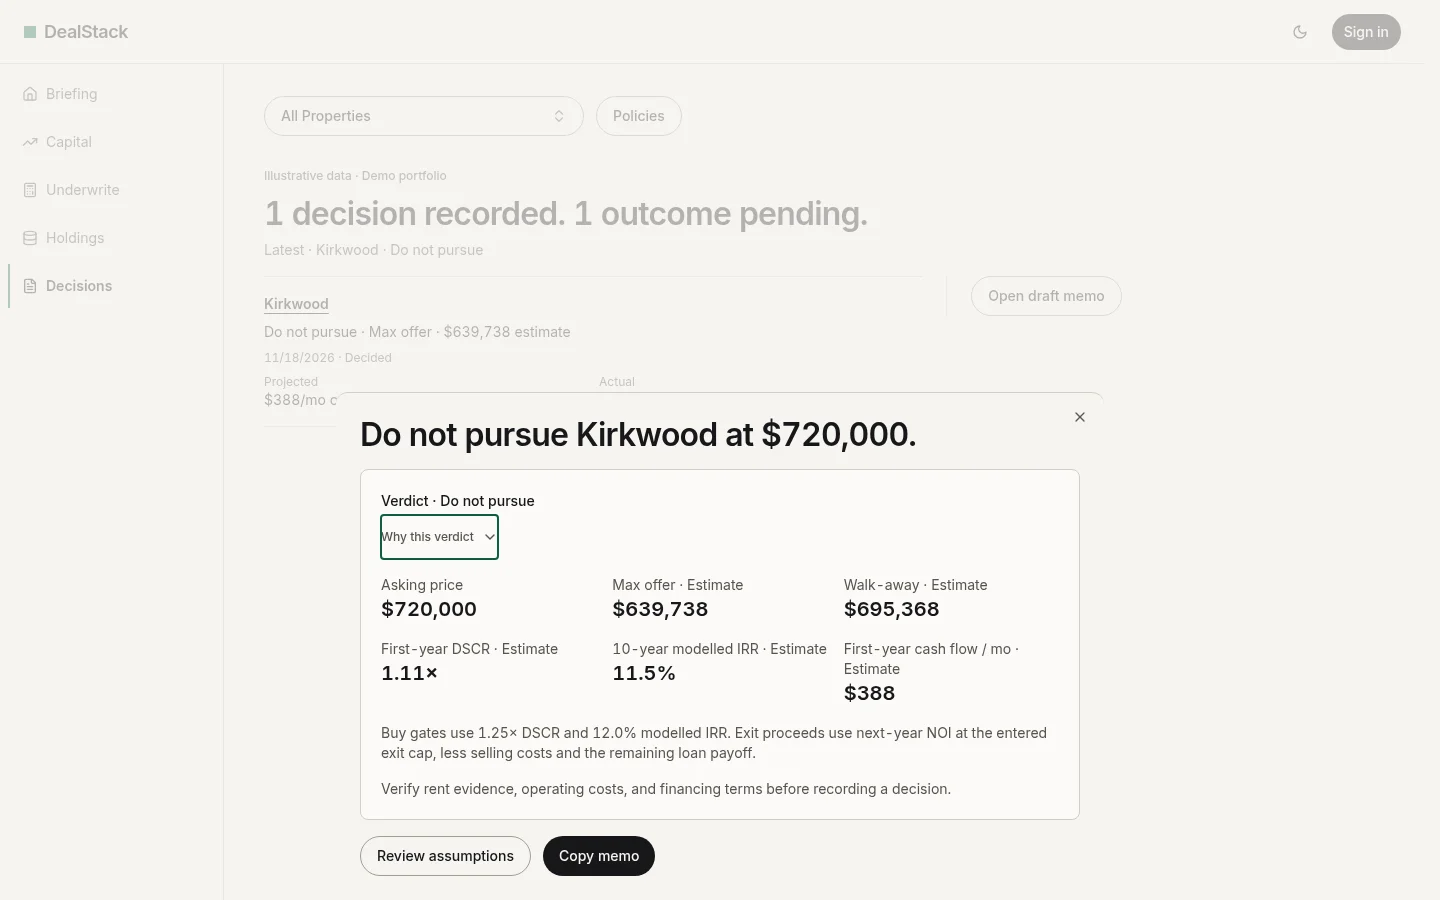 DealStack
Sign in
Briefing
Capital
Underwrite
Holdings
Decisions
All Properties
Policies
Illustrative data · Demo portfolio
1 decision recorded. 1 outcome pending.
Latest · Kirkwood · Do not pursue
Open draft memo
Kirkwood
Do not pursue · Max offer · $639,738 estimate
11/18/2026 · Decided
Projected
Actual
$388/mo
Do not pursue Kirkwood at $720,000.
Verdict · Do not pursue
Why this verdict
Asking price
$720,000
Max offer · Estimate
$639,738
Walk-away · Estimate
$695,368
First-year DSCR · Estimate
1.11×
10-year modelled IRR · Estimate
11.5%
First-year cash flow / mo ·
Estimate
$388
Buy gates use 1.25× DSCR and 12.0% modelled IRR. Exit proceeds use next-year NOI at the entered
exit cap, less selling costs and the remaining loan payoff.
Verify rent evidence, operating costs, and financing terms before recording a decision.
Review assumptions
Copy memo